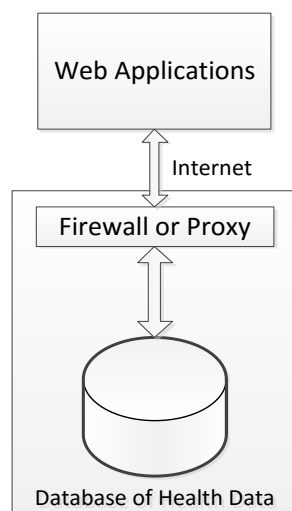 Web Applications
Internet
Firewall or Proxy
Database of Health Data